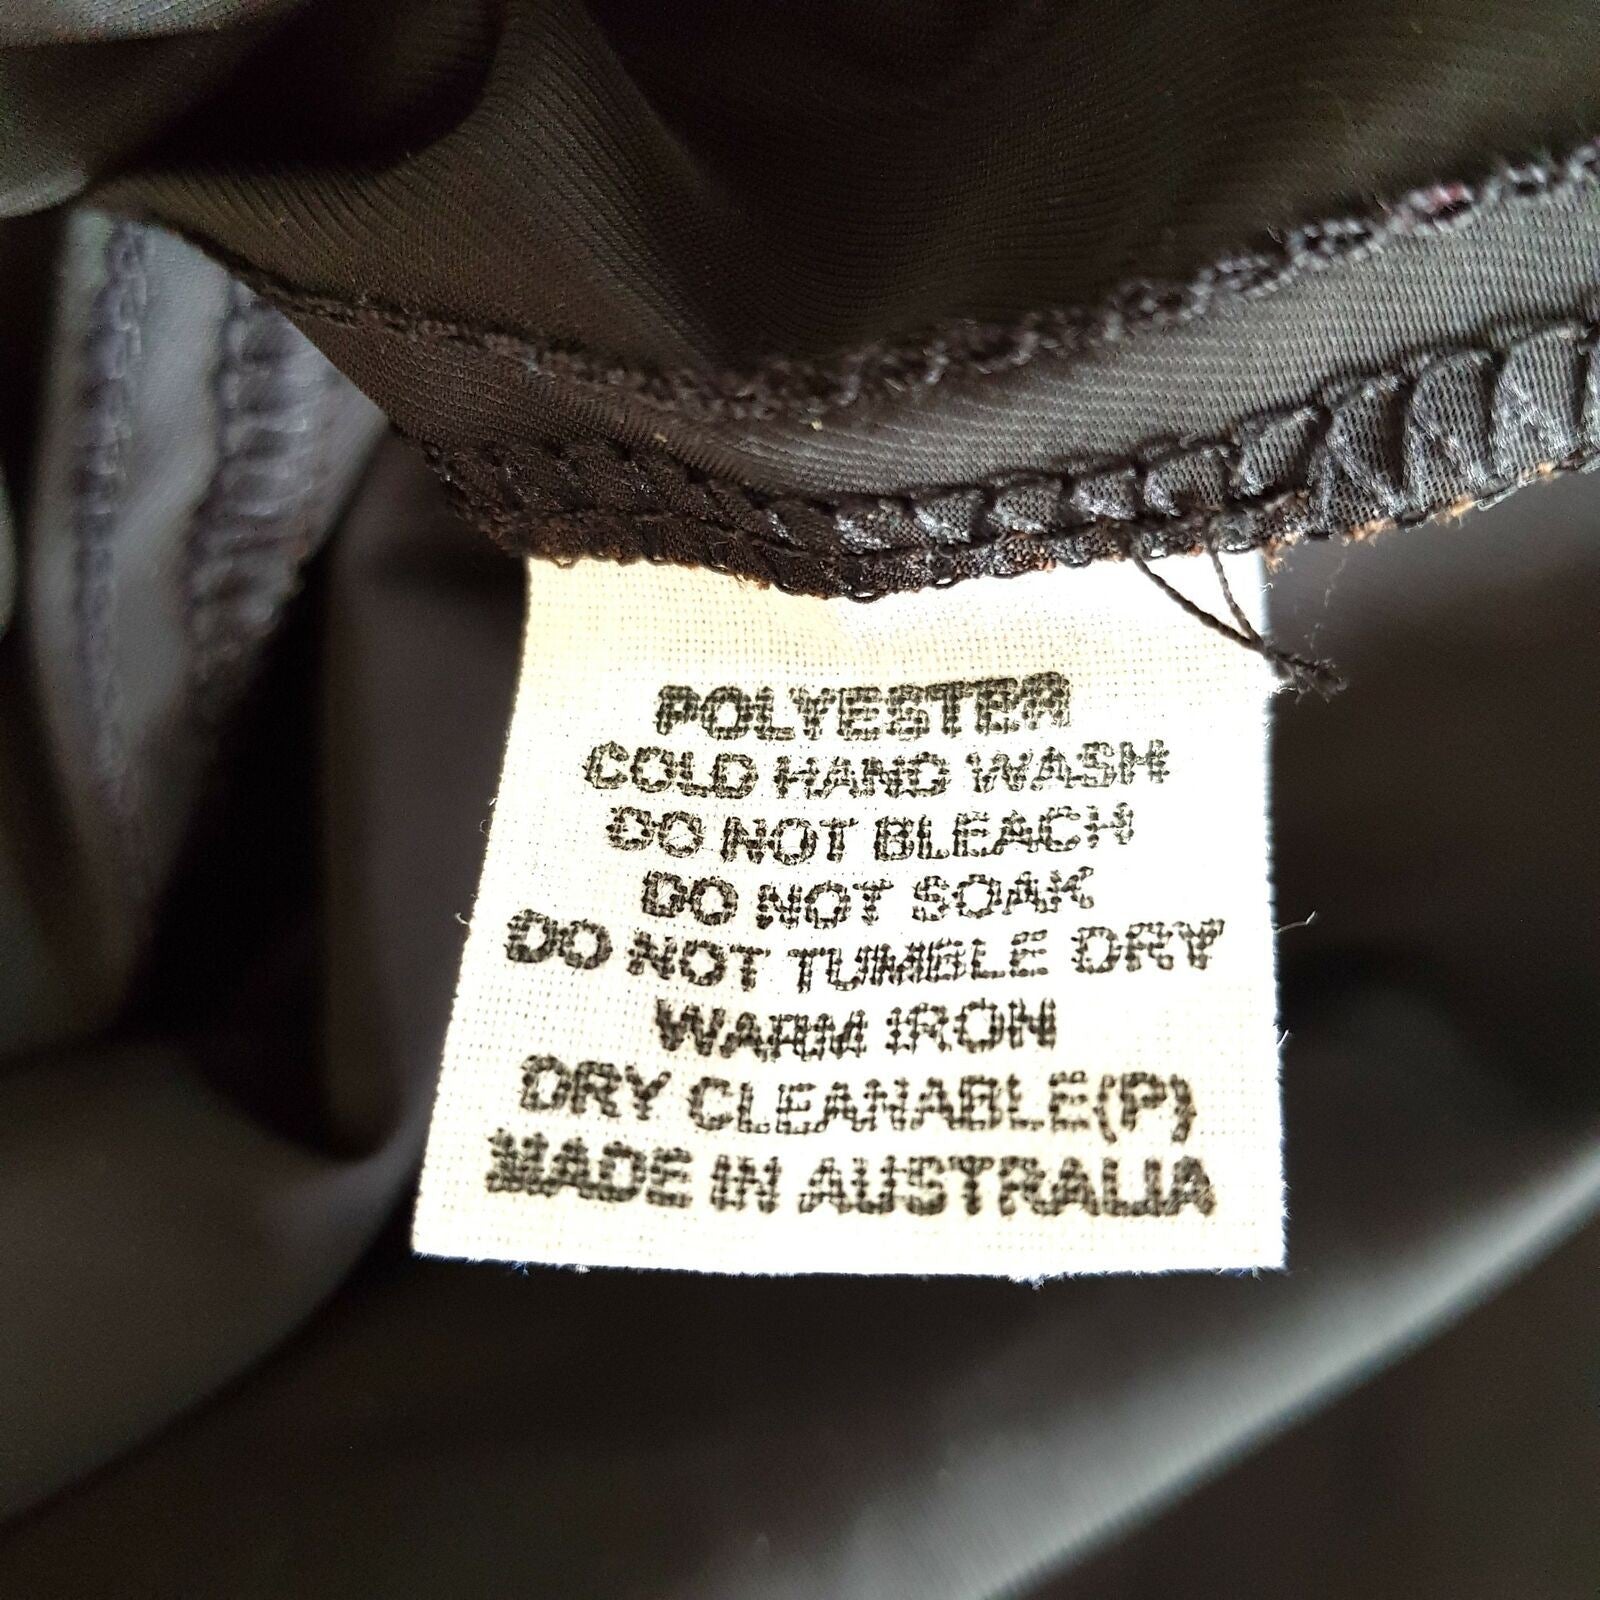 POLYESTER
COLD HAND WASH
DO NOT BLEACH
DO NOT SOAK
DO NOT TUMBLE DRY
WARM IRON
DRY CLEANABLE(P)
MADE IN AUSTRALIA